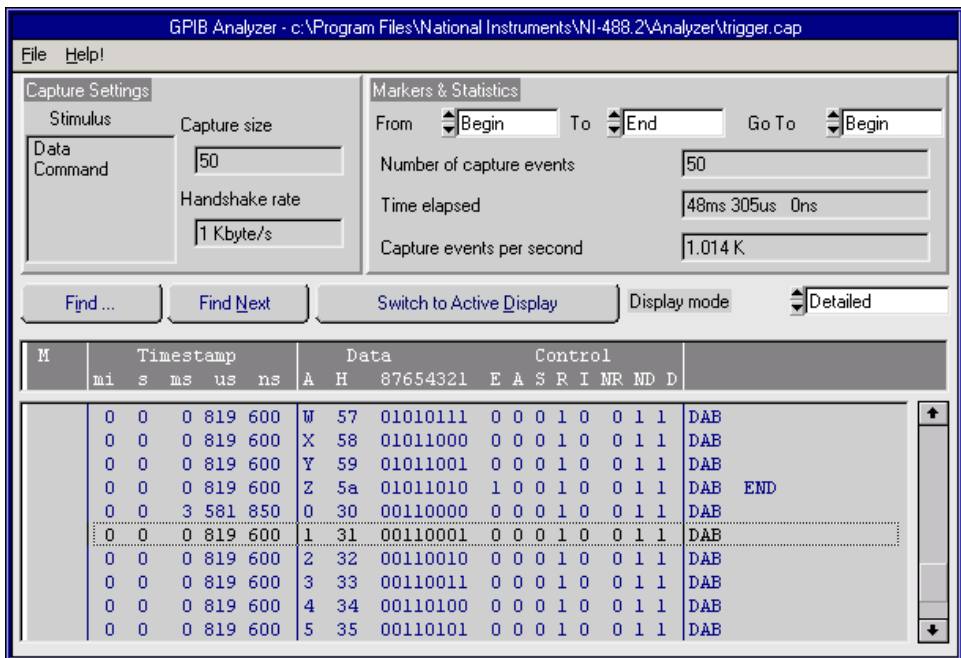 GPIB Analyzer - c:\Program Files\National Instruments\NI-488.2\Analyzer\trigger.cap
File Help!
Capture Settings
Stimulus
Data
Command
Capture size
50
Handshake rate
1 Kbyte/s
Markers & Statistics
From Begin To End Go To Begin
Number of capture events 50
Time elapsed 48ms 305us 0ns
Capture events per second 1.014 K
Find ... Find Next Switch to Active Display Display mode Detailed
M Timestamp Data Control
mi s ms us ns A H 87654321 E A S R I NR ND D
0 0 0 819 600 W 57 01010111 0 0 0 1 0 0 1 1 DAB
0 0 0 819 600 X 58 01011000 0 0 0 1 0 0 1 1 DAB
0 0 0 819 600 Y 59 01011001 0 0 0 1 0 0 1 1 DAB
0 0 0 819 600 Z 5a 01011010 1 0 0 1 0 0 1 1 DAB END
0 0 3 581 850 0 30 00110000 0 0 0 1 0 0 1 1 DAB
0 0 0 819 600 1 31 00110001 0 0 0 1 0 0 1 1 DAB
0 0 0 819 600 2 32 00110010 0 0 0 1 0 0 1 1 DAB
0 0 0 819 600 3 33 00110011 0 0 0 1 0 0 1 1 DAB
0 0 0 819 600 4 34 00110100 0 0 0 1 0 0 1 1 DAB
0 0 0 819 600 5 35 00110101 0 0 0 1 0 0 1 1 DAB